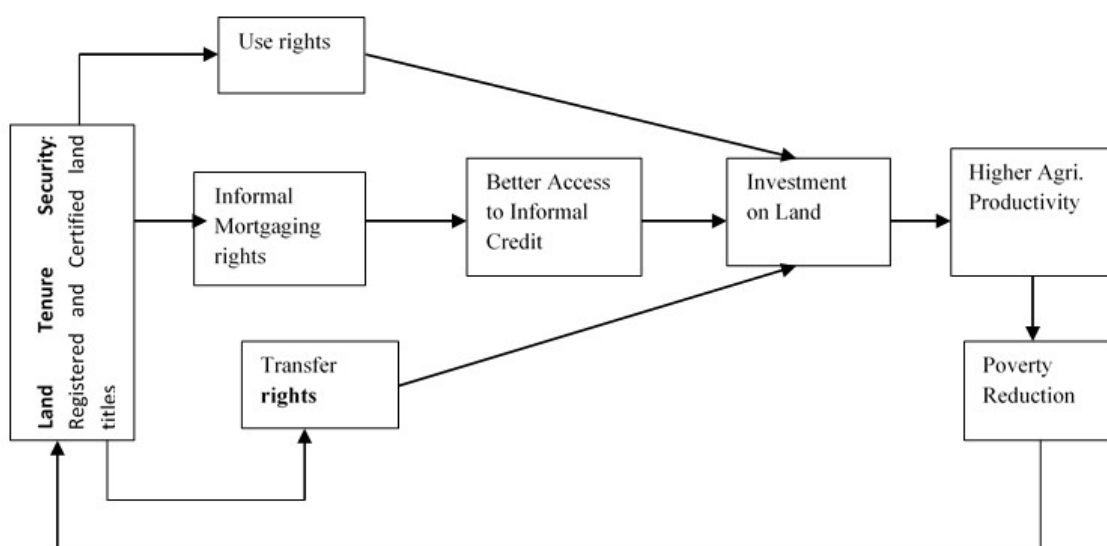 Use rights
Land Tenure Security:
Registered and Certified land
titles
Informal
Mortgaging
rights
Better Access
to Informal
Credit
Investment
on Land
Higher Agri.
Productivity
Transfer
rights
Poverty
Reduction